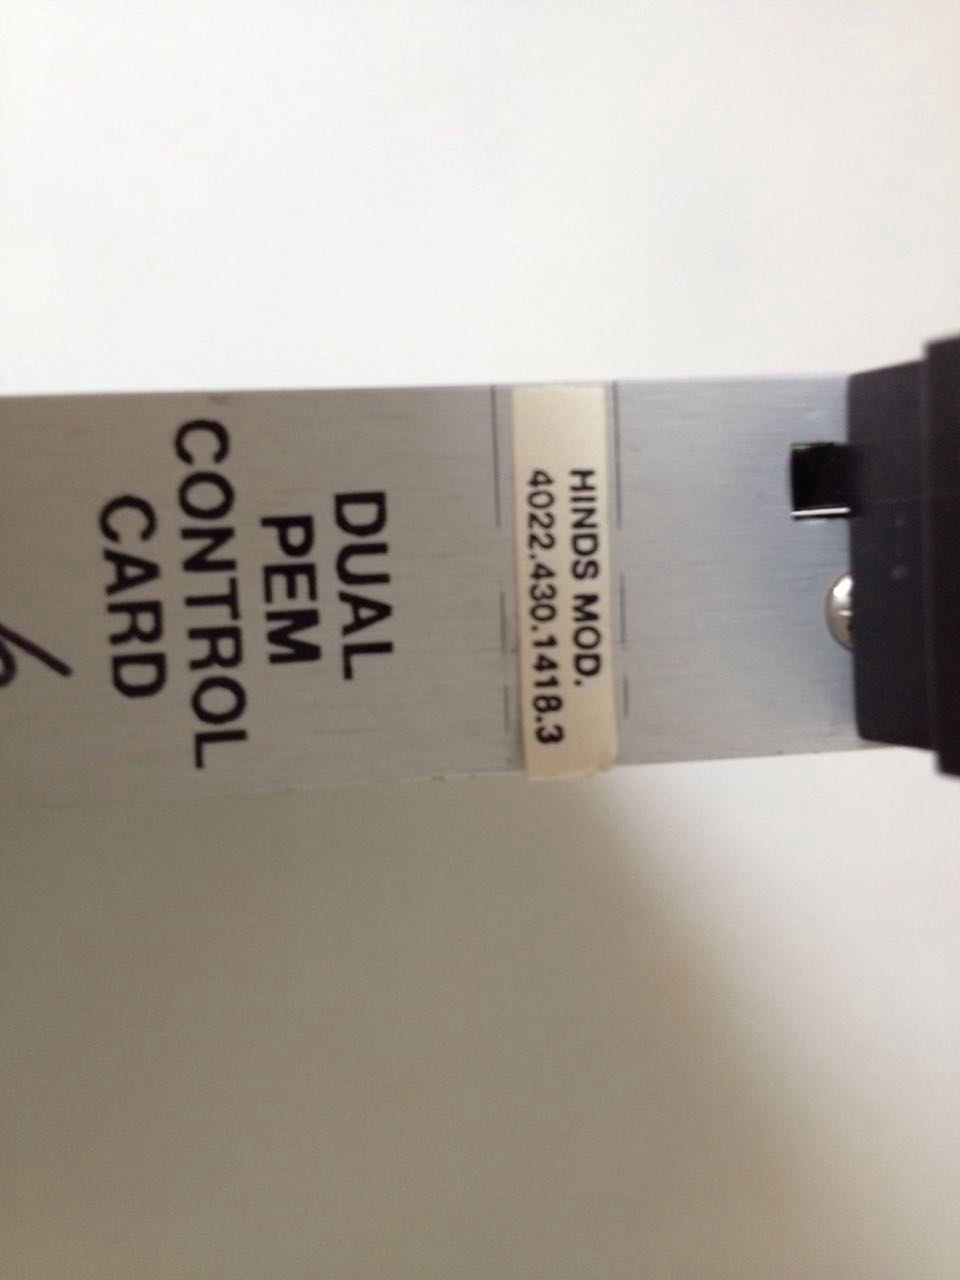 HINDS MOD.
4022.430.1418.3
DUAL
PEM
CONTROL
CARD